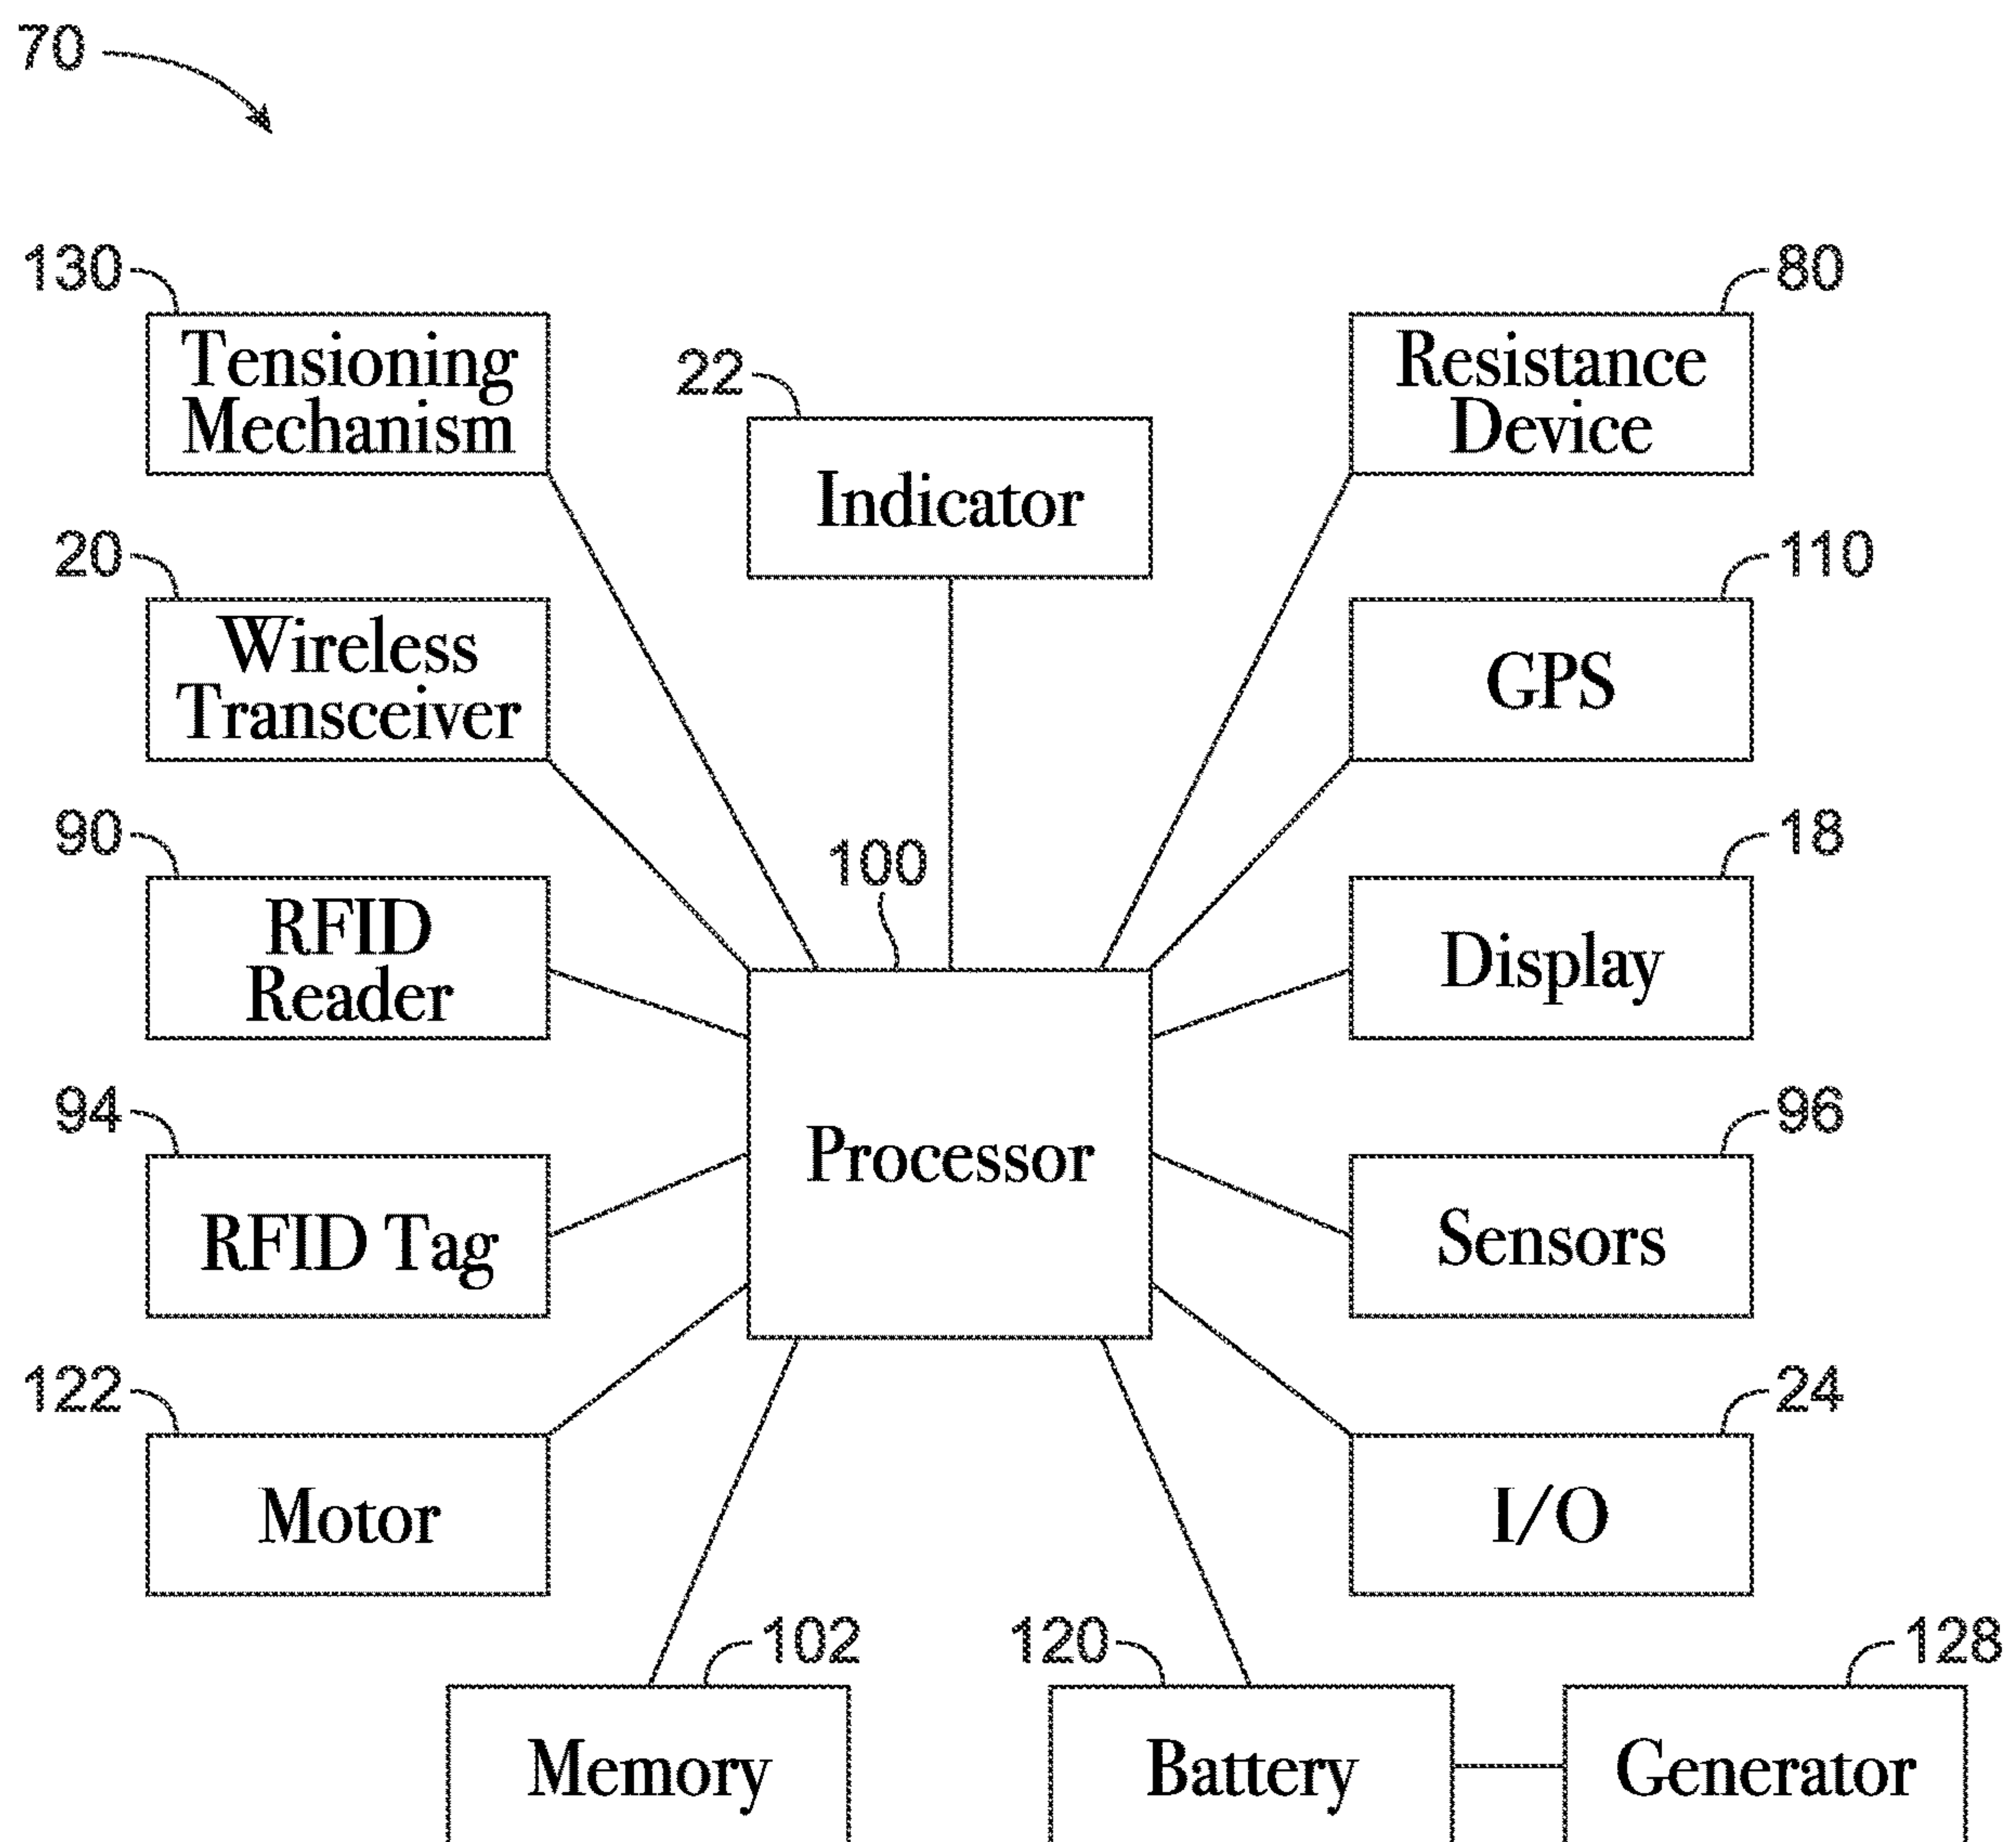 70
130
Tensioning
Mechanism
22
Indicator
80
Resistance
Device
20
Wireless
Transceiver
110
GPS
90
RFID
Reader
100
Processor
18
Display
94
RFID Tag
96
Sensors
122
Motor
24
I/O
102
Memory
120
Battery
128
Generator